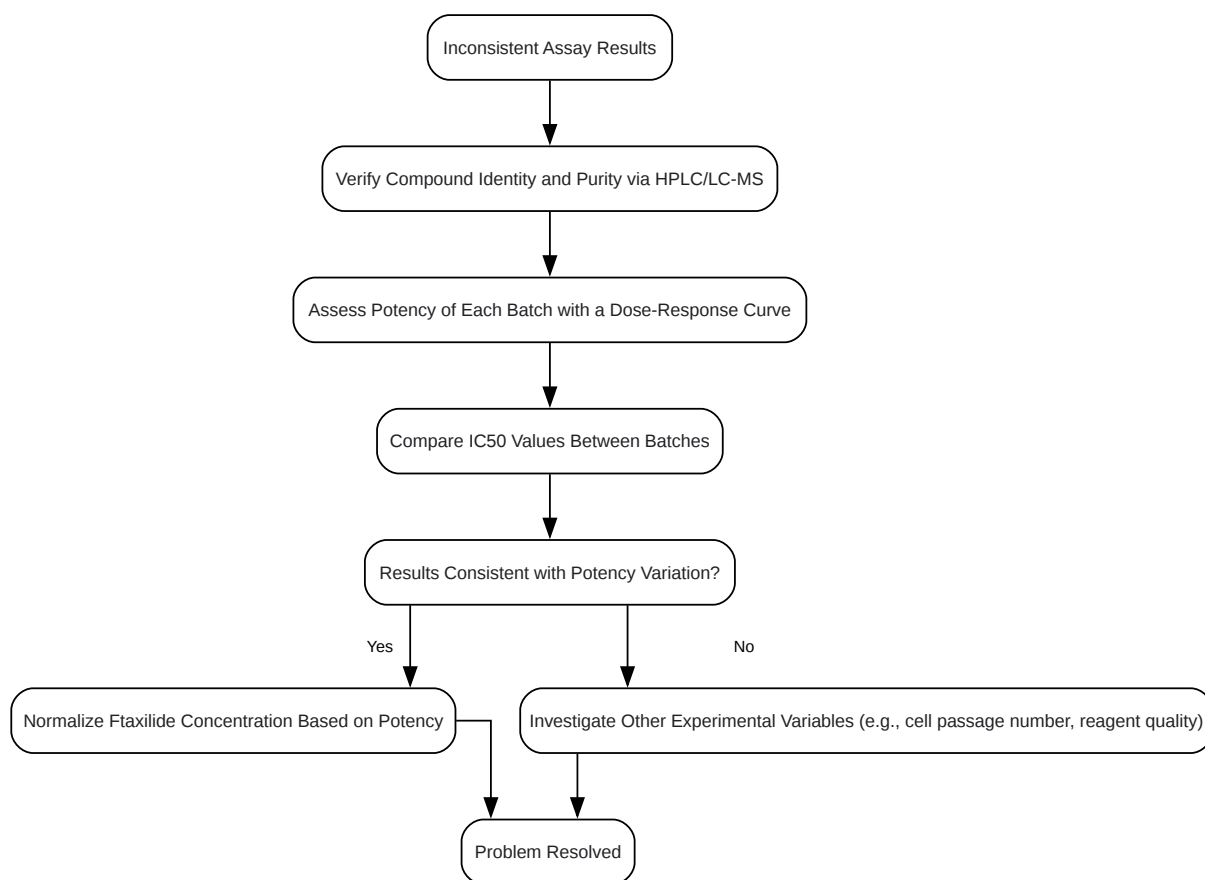 Inconsistent Assay Results
Verify Compound Identity and Purity via HPLC/LC-MS
Assess Potency of Each Batch with a Dose-Response Curve
Compare IC50 Values Between Batches
Results Consistent with Potency Variation?
Yes
No
Normalize Ftaxilide Concentration Based on Potency
Investigate Other Experimental Variables (e.g., cell passage number, reagent quality)
Problem Resolved